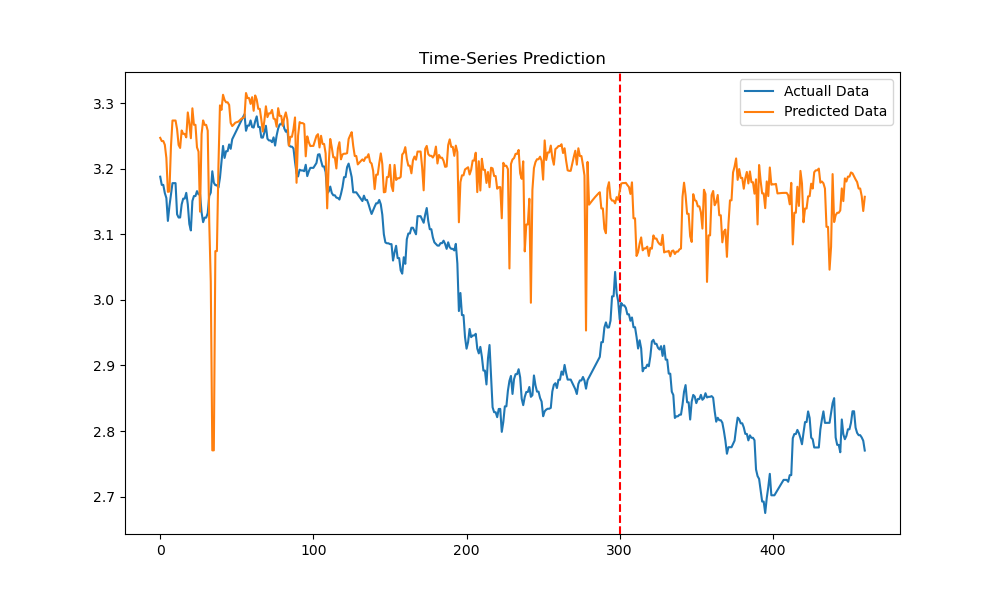 Time-Series Prediction
Actuall Data
Predicted Data
3.3
3.2
3.1
3.0
2.9
2.8
2.7
0 100 200 300 400